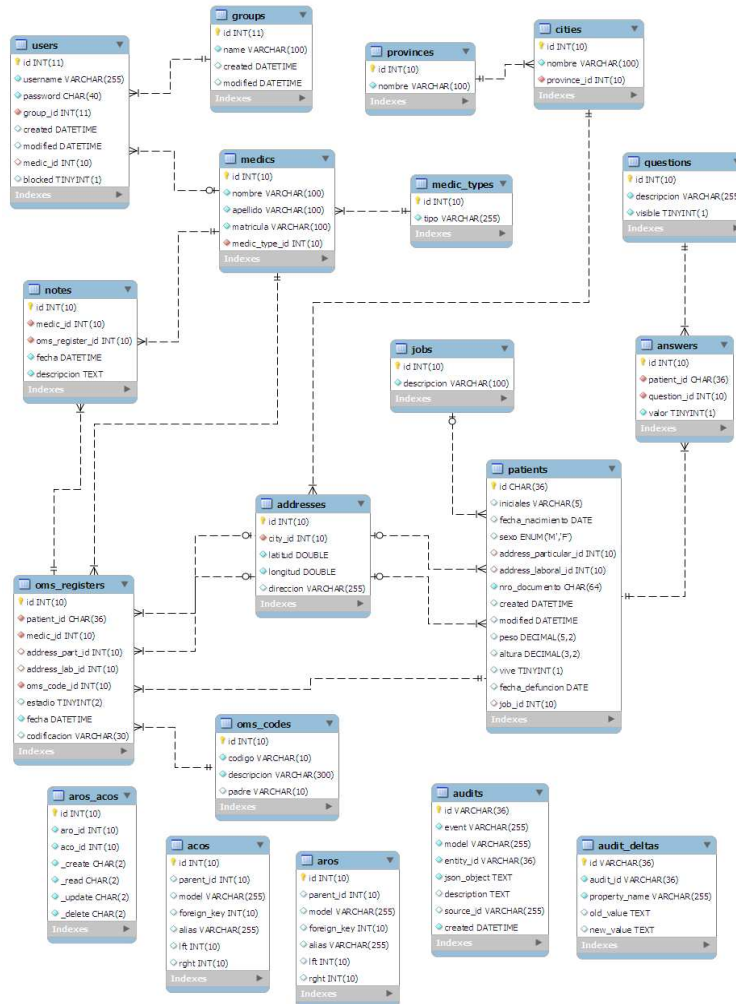 groups
id INT(11)
name VARCHAR(100)
created DATETIME
modified DATETIME
Indexes
users
id INT(11)
username VARCHAR(255)
password CHAR(40)
group_id INT(11)
created DATETIME
modified DATETIME
medic_id INT(10)
blocked TINYINT(1)
Indexes
provinces
id INT(10)
nombre VARCHAR(100)
Indexes
cities
id INT(10)
nombre VARCHAR(100)
province_id INT(10)
Indexes
medics
id INT(10)
nombre VARCHAR(100)
apellido VARCHAR(100)
matricula VARCHAR(100)
medic_type_id INT(10)
Indexes
medic_types
id INT(10)
tipo VARCHAR(255)
Indexes
questions
id INT(10)
descripcion VARCHAR(255)
visible TINYINT(1)
Indexes
notes
id INT(10)
medic_id INT(10)
oms_register_id INT(10)
fecha DATETIME
descripcion TEXT
Indexes
jobs
id INT(10)
descripcion VARCHAR(100)
Indexes
answers
id INT(10)
patient_id CHAR(36)
question_id INT(10)
valor TINYINT(1)
Indexes
addresses
id INT(10)
city_id INT(10)
latitud DOUBLE
longitud DOUBLE
direccion VARCHAR(255)
Indexes
patients
id CHAR(36)
iniciales VARCHAR(5)
fecha_nacimiento DATE
sexo ENUM('M','F')
address_particular_id INT(10)
address_laboral_id INT(10)
nro_documento CHAR(64)
created DATETIME
modified DATETIME
peso DECIMAL(5,2)
altura DECIMAL(3,2)
vive TINYINT(1)
fecha_defuncion DATE
job_id INT(10)
Indexes
oms_registers
id INT(10)
patient_id CHAR(36)
medic_id INT(10)
address_part_id INT(10)
address_lab_id INT(10)
oms_code_id INT(10)
estadio TINYINT(2)
fecha DATETIME
codificacion VARCHAR(30)
Indexes
oms_codes
id INT(10)
codigo VARCHAR(10)
descripcion VARCHAR(300)
padre VARCHAR(10)
Indexes
aros_acos
id INT(10)
aro_id INT(10)
aco_id INT(10)
_create CHAR(2)
_read CHAR(2)
_update CHAR(2)
_delete CHAR(2)
Indexes
acos
id INT(10)
parent_id INT(10)
model VARCHAR(255)
foreign_key INT(10)
alias VARCHAR(255)
lft INT(10)
rght INT(10)
Indexes
aros
id INT(10)
parent_id INT(10)
model VARCHAR(255)
foreign_key INT(10)
alias VARCHAR(255)
lft INT(10)
rght INT(10)
Indexes
audits
id VARCHAR(36)
event VARCHAR(255)
model VARCHAR(255)
entity_id VARCHAR(36)
json_object TEXT
description TEXT
source_id VARCHAR(255)
created DATETIME
Indexes
audit_deltas
id VARCHAR(36)
audit_id VARCHAR(36)
property_name VARCHAR(255)
old_value TEXT
new_value TEXT
Indexes